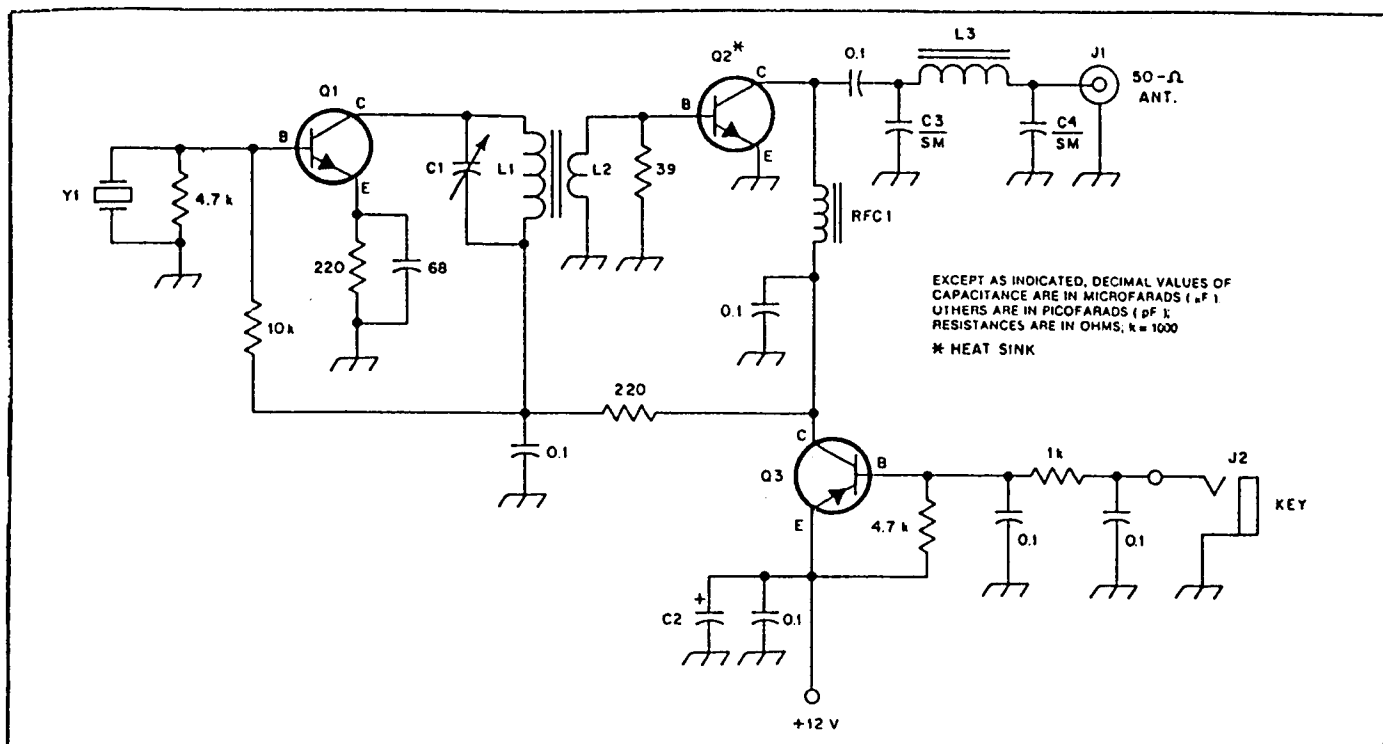 Q1
C
B
E
Y1
4.7 k
10 k
220
68
C1
L1
L2
39
Q2*
C
B
E
0.1
L3
J1
50-Ω
ANT.
C3
SM
C4
SM
RFC1
0.1
EXCEPT AS INDICATED, DECIMAL VALUES OF
CAPACITANCE ARE IN MICROFARADS (µF);
OTHERS ARE IN PICOFARADS (pF);
RESISTANCES ARE IN OHMS; k = 1000
* HEAT SINK
220
0.1
C
Q3
B
E
4.7 k
0.1
1 k
0.1
J2
KEY
+
C2
0.1
+12 V